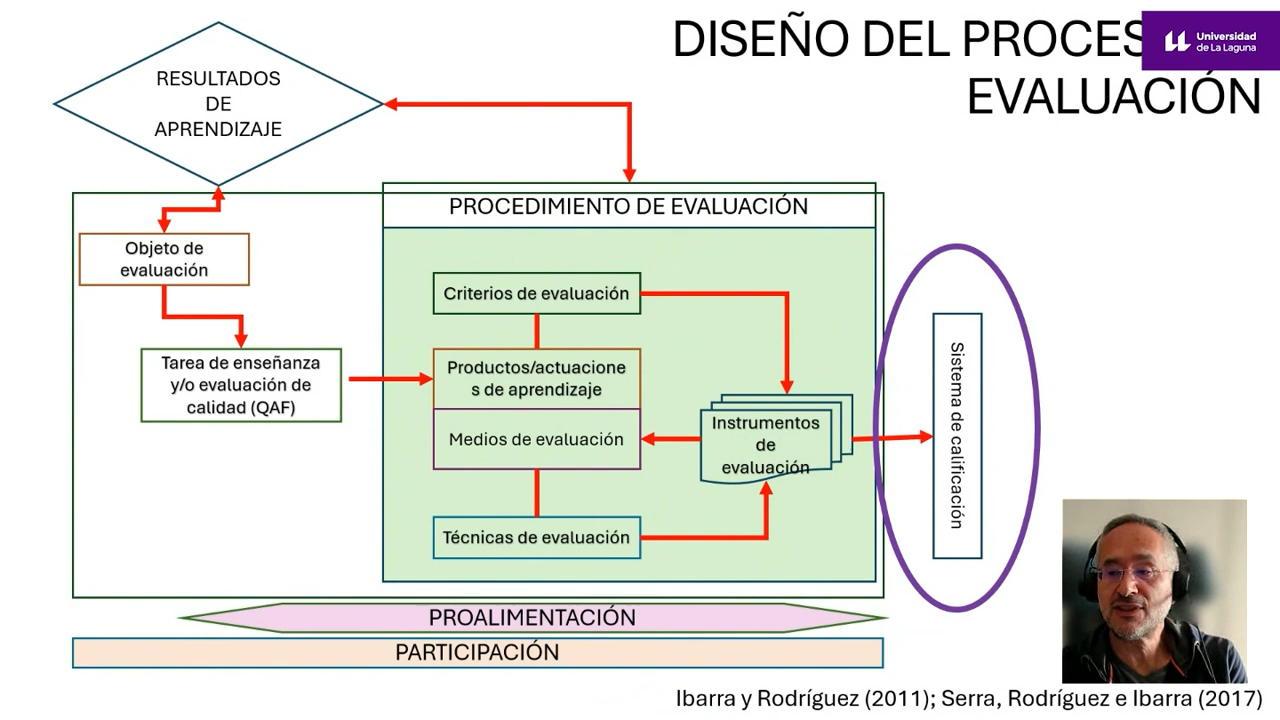 DISEÑO DEL PROCES
EVALUACIÓN
Universidad
de La Laguna
RESULTADOS
DE
APRENDIZAJE
PROCEDIMIENTO DE EVALUACIÓN
Objeto de
evaluación
Criterios de evaluación
Tarea de enseñanza
y/o evaluación de
calidad (QAF)
Productos/actuacione
s de aprendizaje
Medios de evaluación
Instrumentos
de
evaluación
Técnicas de evaluación
Sistema de calificación
PROALIMENTACIÓN
PARTICIPACIÓN
Ibarra y Rodríguez (2011); Serra, Rodríguez e Ibarra (2017)